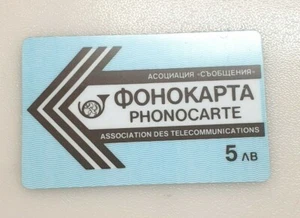 АСОЦИАЦИЯ "СЪОБЩЕНИЯ"
ФОНОКАРТА
PHONOCARTE
ASSOCIATION DES TELECOMMUNICATIONS
5 ЛВ